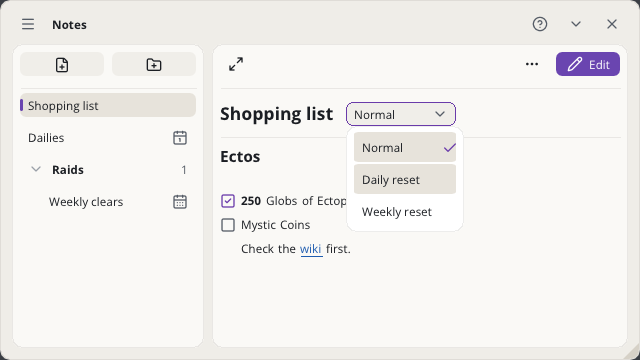 Notes
Edit
Shopping list
Dailies
Raids 1
Weekly clears
Shopping list Normal
Normal
Daily reset
Weekly reset
Ectos
250 Globs of Ectop
Mystic Coins
Check the wiki first.